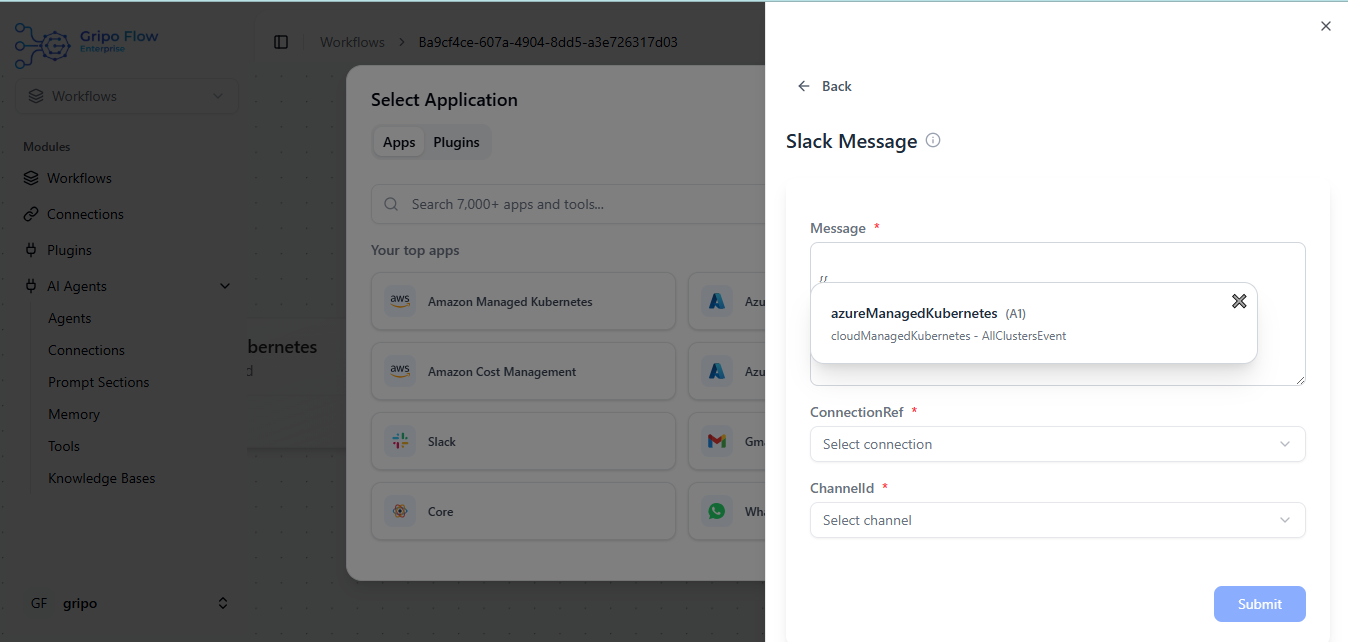 Gripo Flow
Enterprise
Workflows
Modules
Workflows
Connections
Plugins
AI Agents
Agents
Connections
Prompt Sections
Memory
Tools
Knowledge Bases
GF gripo
Workflows > Ba9cf4ce-607a-4904-8dd5-a3e726317d03
bernetes
d
Select Application
Apps Plugins
Search 7,000+ apps and tools...
Your top apps
aws Amazon Managed Kubernetes
Azu
aws Amazon Cost Management
Azu
Slack
Gm
Core
Wha
Back
Slack Message
Message *
{{
azureManagedKubernetes (A1)
cloudManagedKubernetes - AllClustersEvent
ConnectionRef *
Select connection
ChannelId *
Select channel
Submit